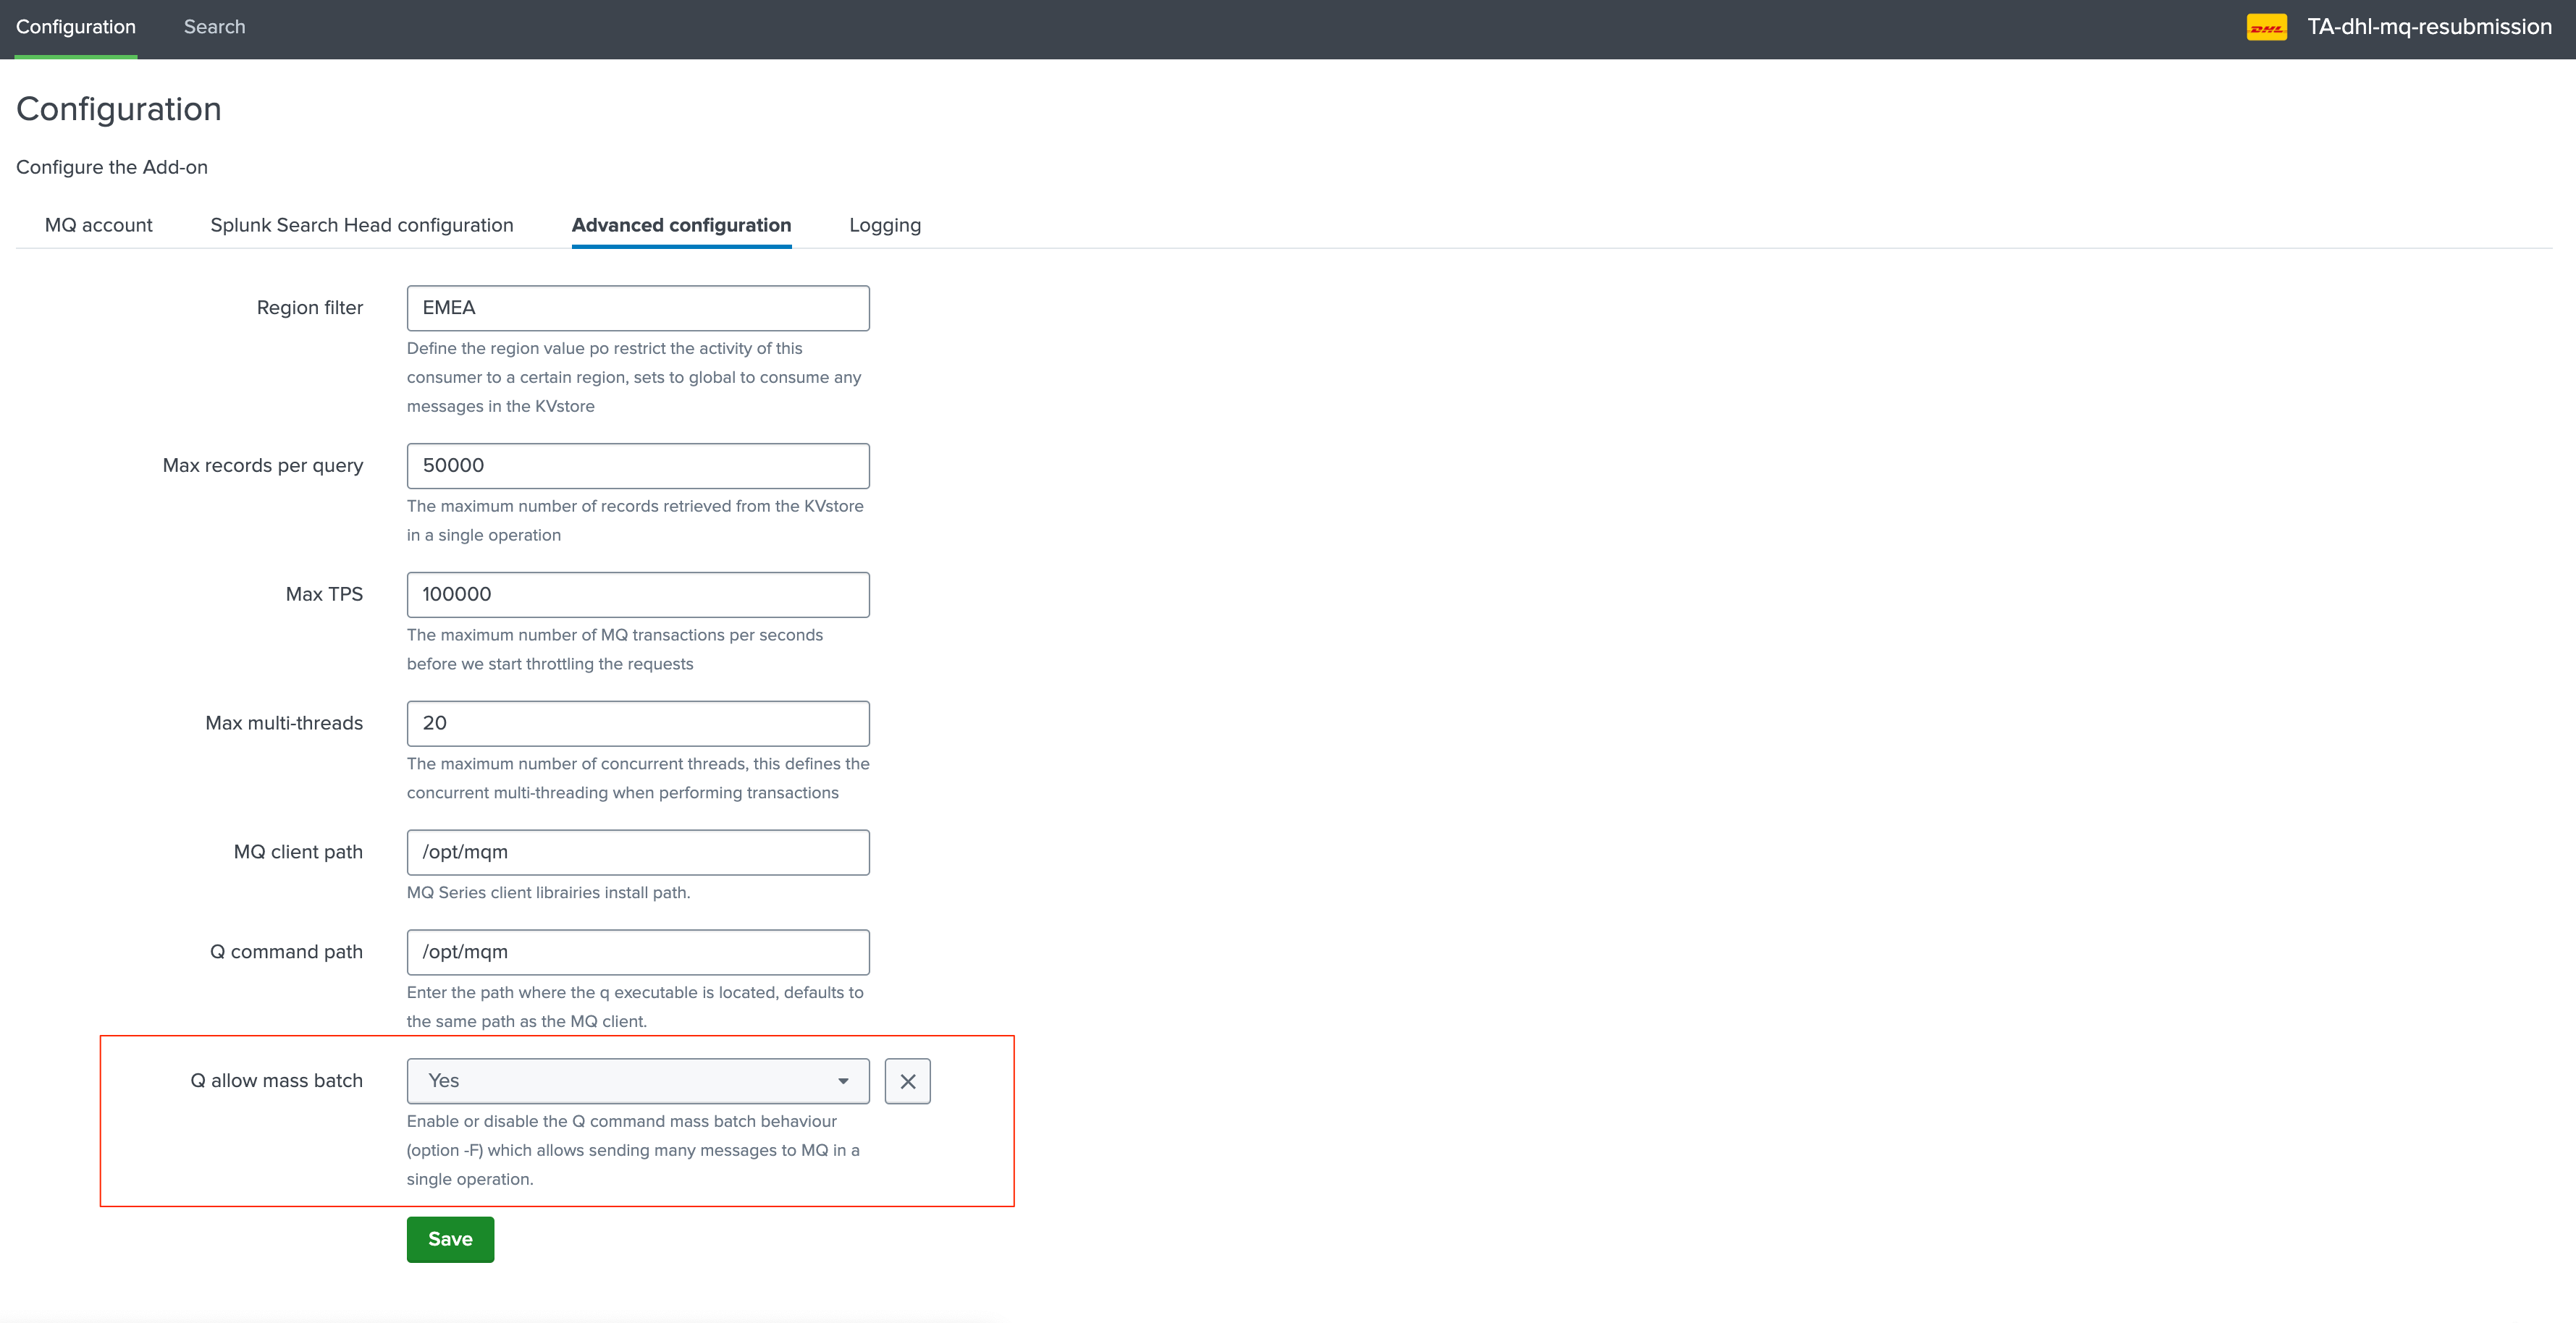 Configuration Search DHL TA-dhl-mq-resubmission
Configuration
Configure the Add-on
MQ account Splunk Search Head configuration Advanced configuration Logging
Region filter EMEA
Define the region value po restrict the activity of this
consumer to a certain region, sets to global to consume any
messages in the KVstore
Max records per query 50000
The maximum number of records retrieved from the KVstore
in a single operation
Max TPS 100000
The maximum number of MQ transactions per seconds
before we start throttling the requests
Max multi-threads 20
The maximum number of concurrent threads, this defines the
concurrent multi-threading when performing transactions
MQ client path /opt/mqm
MQ Series client librairies install path.
Q command path /opt/mqm
Enter the path where the q executable is located, defaults to
the same path as the MQ client.
Q allow mass batch Yes
Enable or disable the Q command mass batch behaviour
(option -F) which allows sending many messages to MQ in a
single operation.
Save